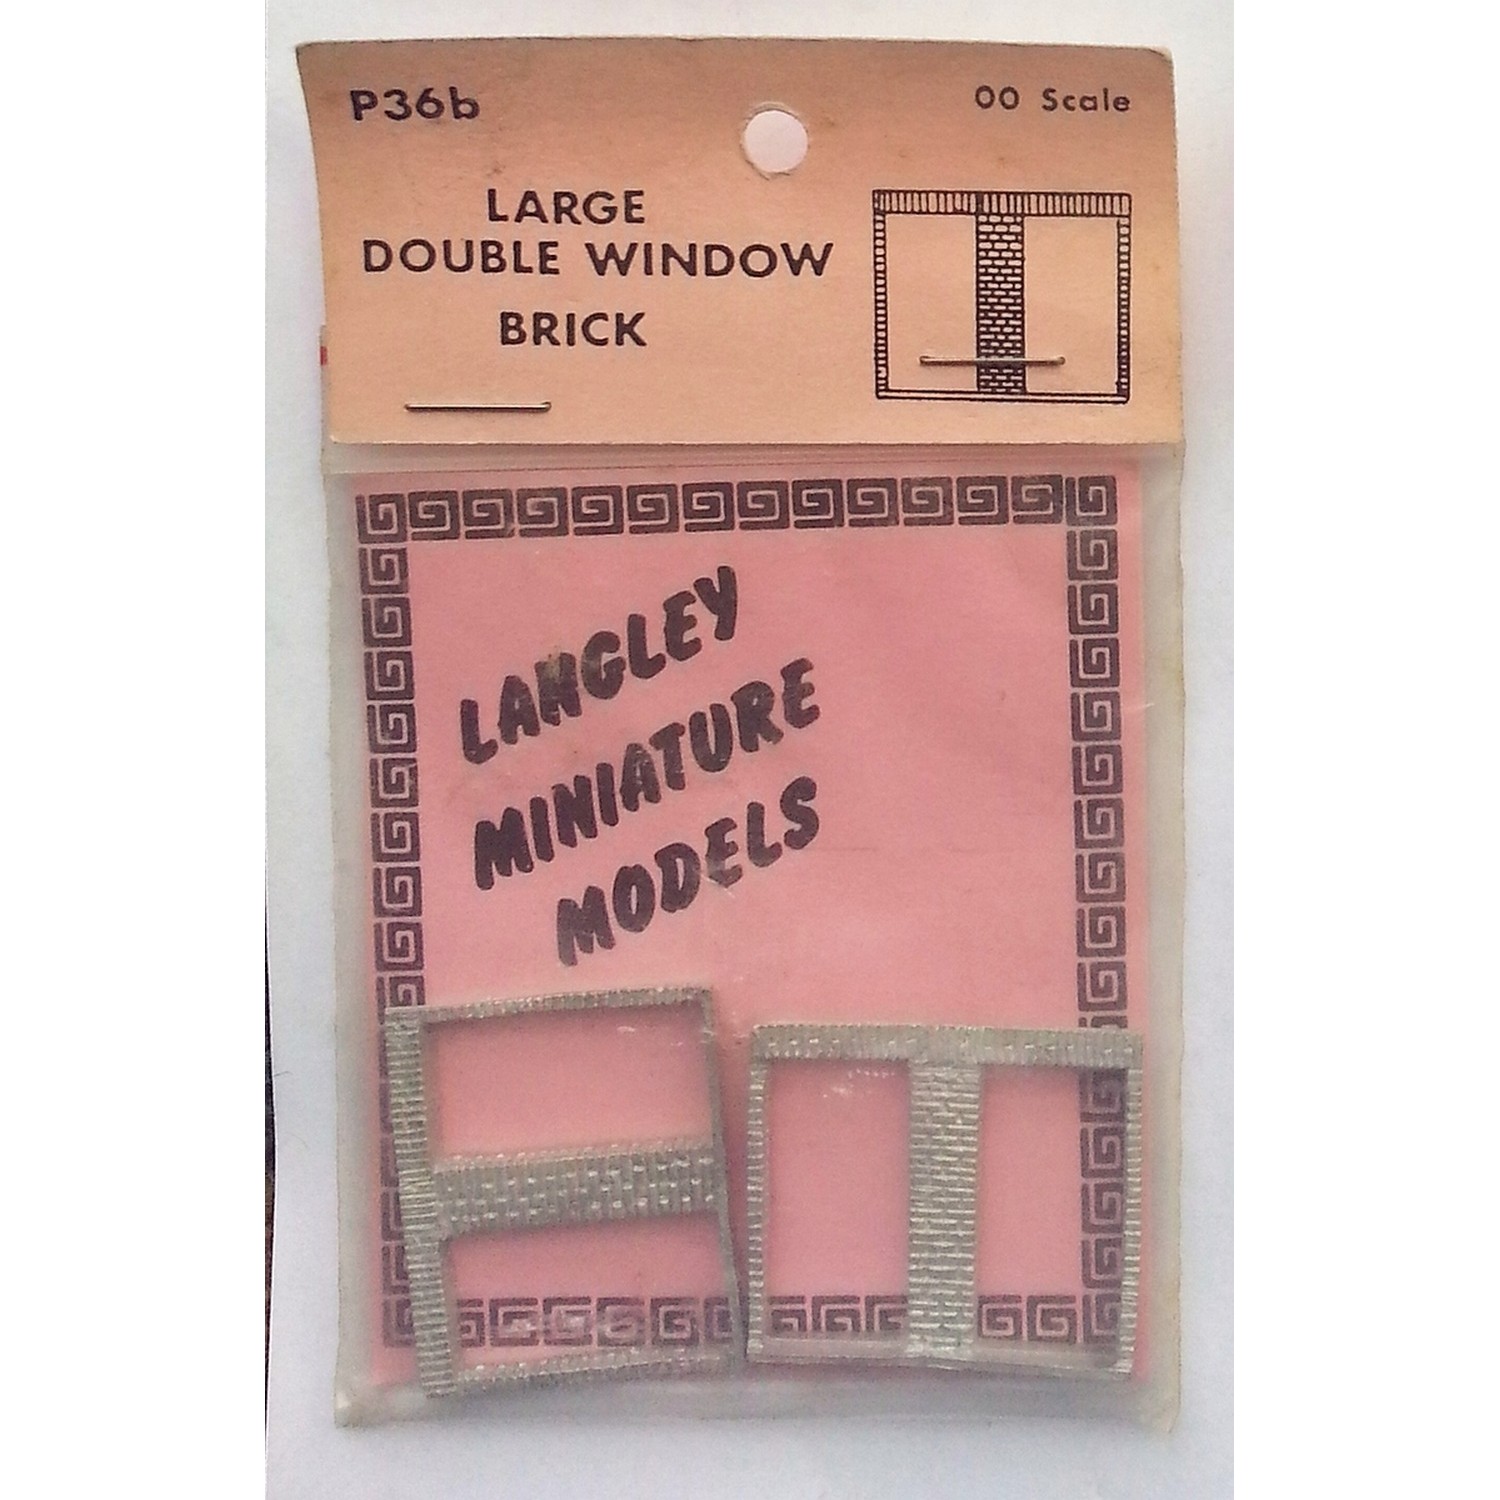 P36b
00 Scale
LARGE
DOUBLE WINDOW
BRICK
LANGLEY
MINIATURE
MODELS